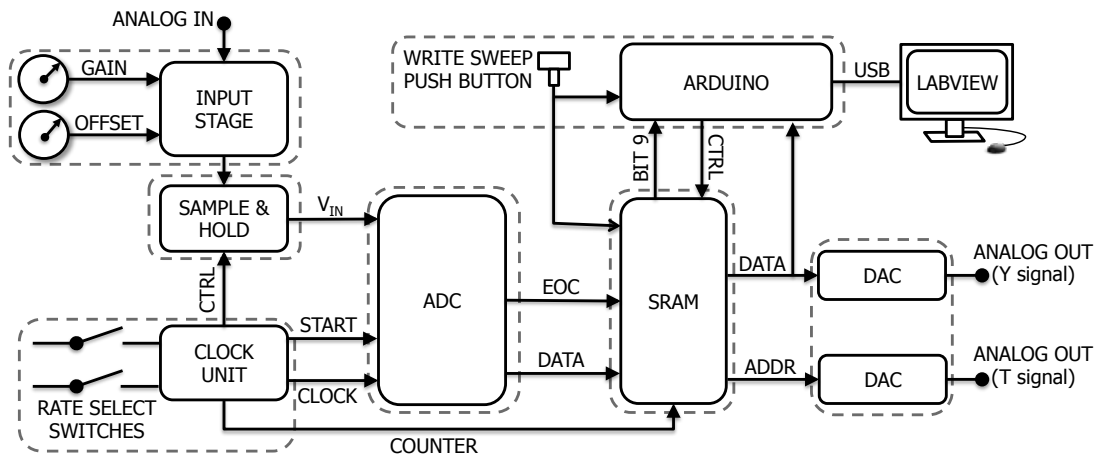 ANALOG IN
GAIN
OFFSET
INPUT
STAGE
WRITE SWEEP
PUSH BUTTON
ARDUINO
USB
LABVIEW
BIT 9
CTRL
SAMPLE &
HOLD
V_IN
CTRL
ADC
EOC
DATA
START
CLOCK
CLOCK
UNIT
RATE SELECT
SWITCHES
COUNTER
SRAM
DATA
ADDR
DAC
ANALOG OUT
(Y signal)
DAC
ANALOG OUT
(T signal)